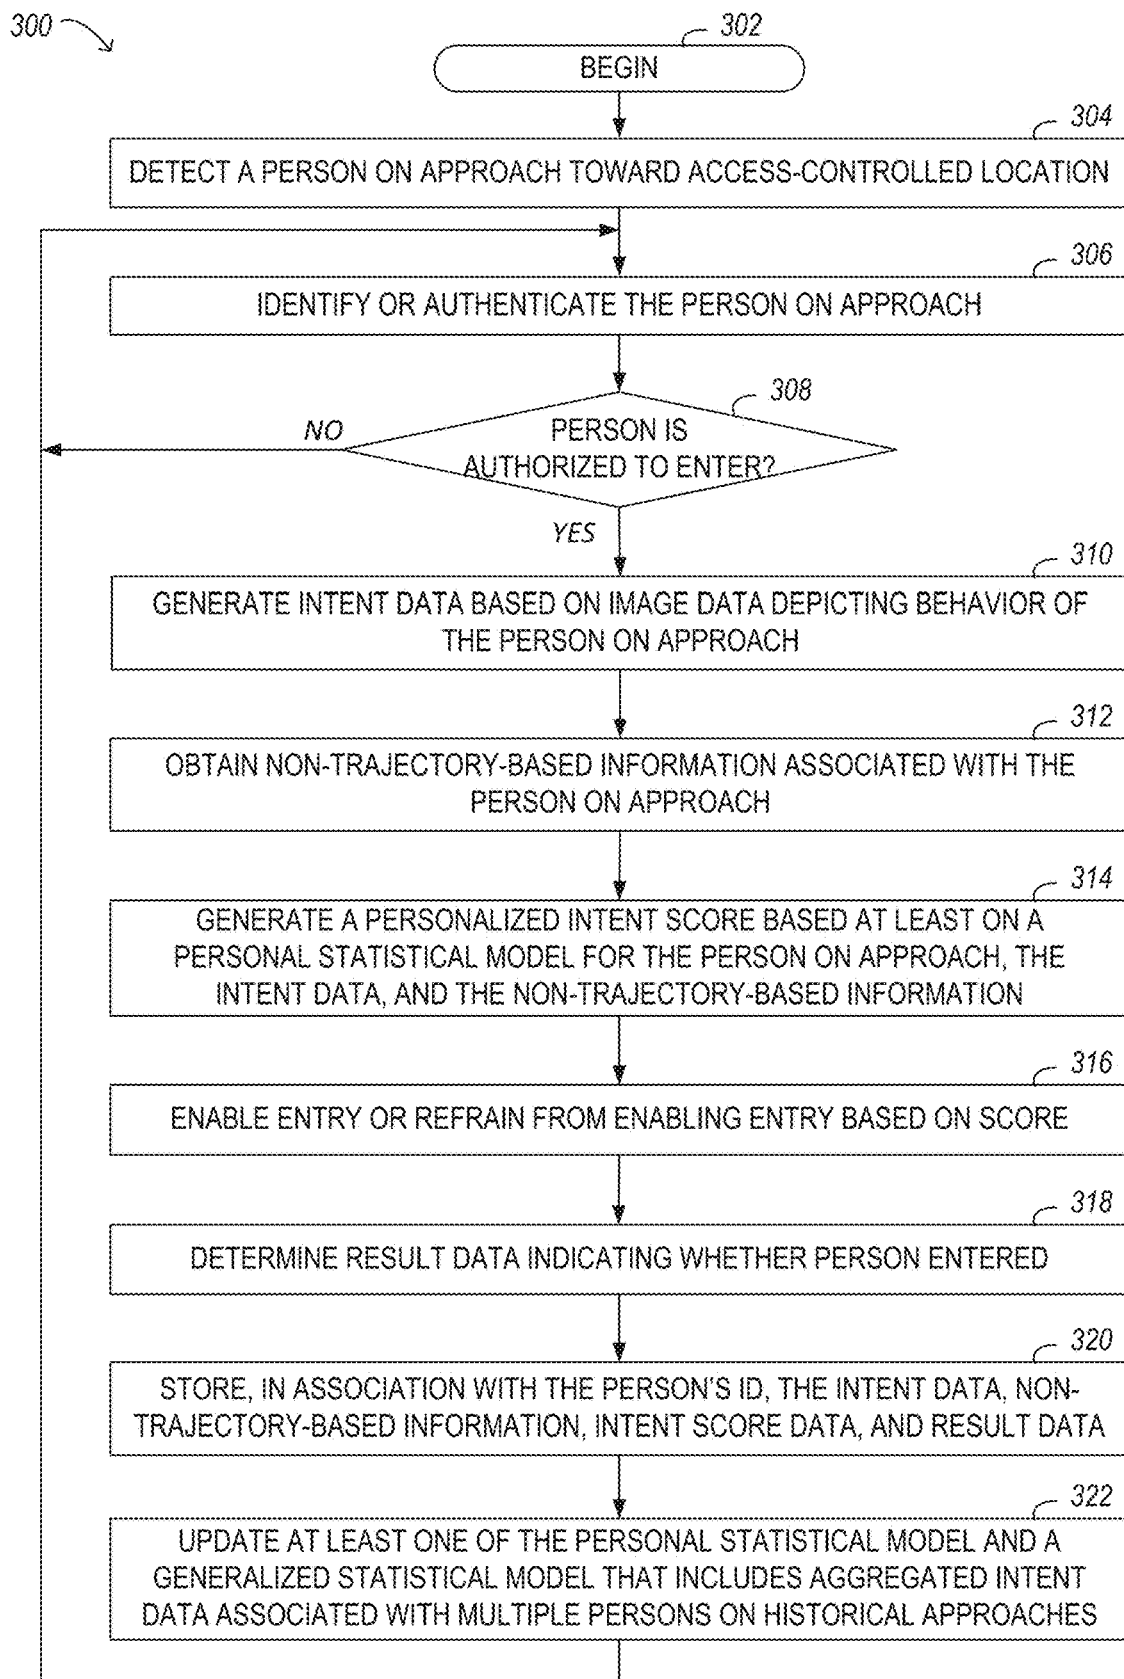 300
302
BEGIN
304
DETECT A PERSON ON APPROACH TOWARD ACCESS-CONTROLLED LOCATION
306
IDENTIFY OR AUTHENTICATE THE PERSON ON APPROACH
308
NO
PERSON IS
AUTHORIZED TO ENTER?
YES
310
GENERATE INTENT DATA BASED ON IMAGE DATA DEPICTING BEHAVIOR OF
THE PERSON ON APPROACH
312
OBTAIN NON-TRAJECTORY-BASED INFORMATION ASSOCIATED WITH THE
PERSON ON APPROACH
314
GENERATE A PERSONALIZED INTENT SCORE BASED AT LEAST ON A
PERSONAL STATISTICAL MODEL FOR THE PERSON ON APPROACH, THE
INTENT DATA, AND THE NON-TRAJECTORY-BASED INFORMATION
316
ENABLE ENTRY OR REFRAIN FROM ENABLING ENTRY BASED ON SCORE
318
DETERMINE RESULT DATA INDICATING WHETHER PERSON ENTERED
320
STORE, IN ASSOCIATION WITH THE PERSON'S ID, THE INTENT DATA, NON-
TRAJECTORY-BASED INFORMATION, INTENT SCORE DATA, AND RESULT DATA
322
UPDATE AT LEAST ONE OF THE PERSONAL STATISTICAL MODEL AND A
GENERALIZED STATISTICAL MODEL THAT INCLUDES AGGREGATED INTENT
DATA ASSOCIATED WITH MULTIPLE PERSONS ON HISTORICAL APPROACHES